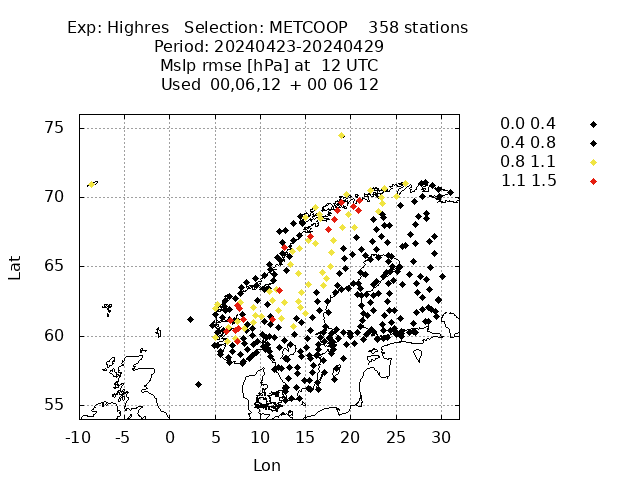 Exp: Highres Selection: METCOOP 358 stations
Period: 20240423-20240429
Mslp rmse [hPa] at 12 UTC
Used 00,06,12 + 00 06 12
0.0 0.4
0.4 0.8
0.8 1.1
1.1 1.5
75
70
65
60
55
Lat
-10 -5 0 5 10 15 20 25 30
Lon